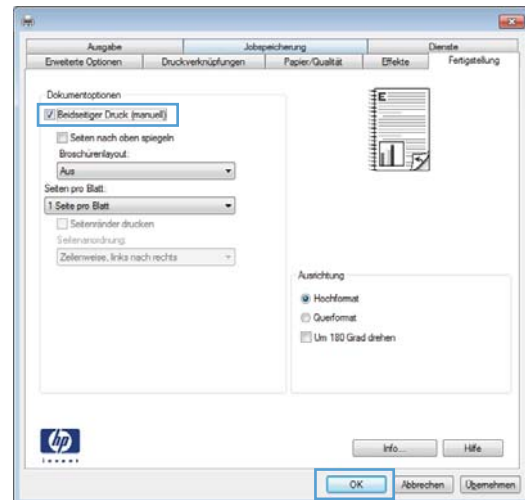 Ausgabe Jobspeicherung Dienste
Erweiterte Optionen Druckverknüpfungen Papier/Qualität Effekte Fertigstellung
Dokumentoptionen
Beidseitiger Druck (manuell)
Seiten nach oben spiegeln
Broschürenlayout:
Aus
Seiten pro Blatt:
1 Seite pro Blatt
Seitenränder drucken
Seitenanordnung:
Zeilenweise, links nach rechts
E
Ausrichtung
Hochformat
Querformat
Um 180 Grad drehen
hp
invent
Info... Hilfe
OK Abbrechen Übernehmen